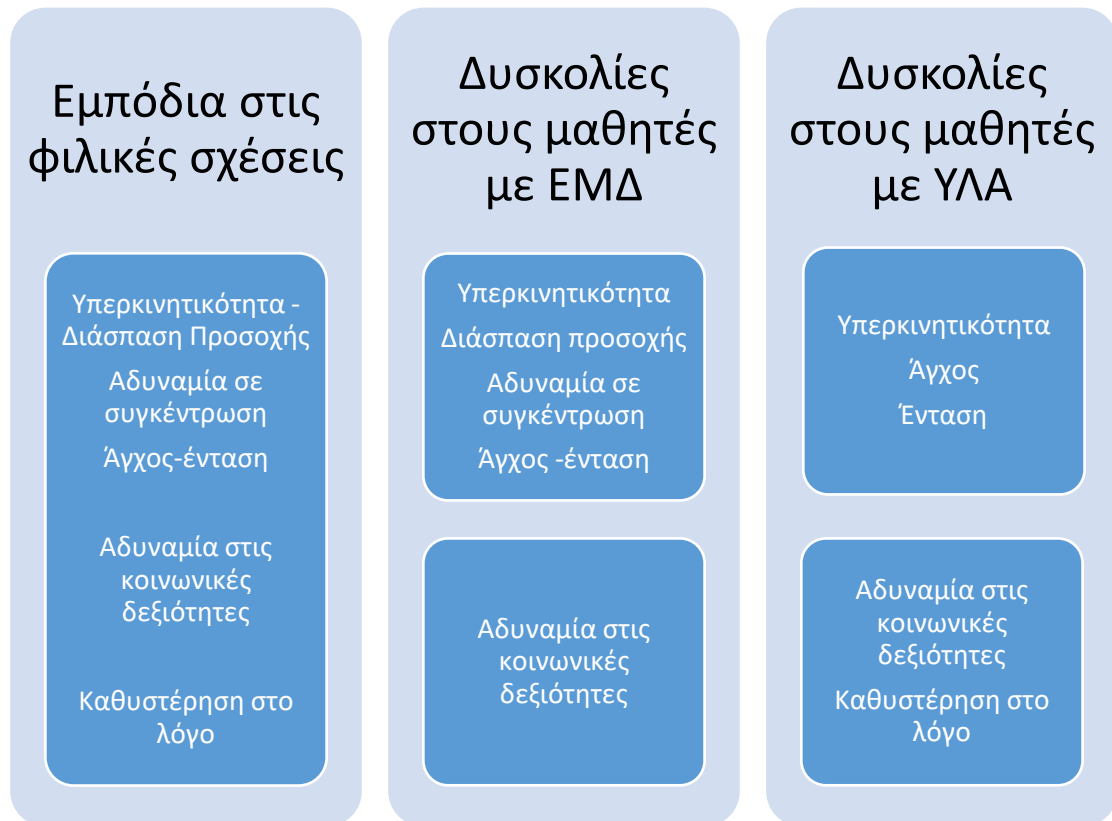 Εμπόδια στις
φιλικές σχέσεις
Υπερκινητικότητα -
Διάσπαση Προσοχής
Αδυναμία σε
συγκέντρωση
Άγχος-ένταση
Αδυναμία στις
κοινωνικές
δεξιότητες
Καθυστέρηση στο
λόγο
Δυσκολίες
στους μαθητές
με ΕΜΔ
Υπερκινητικότητα
Διάσπαση προσοχής
Αδυναμία σε
συγκέντρωση
Άγχος -ένταση
Αδυναμία στις
κοινωνικές
δεξιότητες
Δυσκολίες
στους μαθητές
με ΥΛΑ
Υπερκινητικότητα
Άγχος
Ένταση
Αδυναμία στις
κοινωνικές
δεξιότητες
Καθυστέρηση στο
λόγο